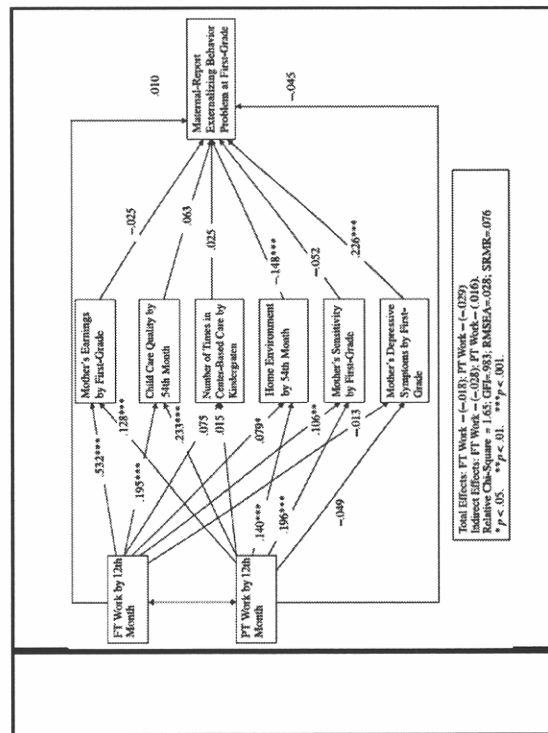 FT Work by 12th
Month
PT Work by 12th
Month
.532***
.128***
.195***
.233***
.075
.015
.079*
.140***
.106**
.196***
-.013
-.049
Mother's Earnings
by First-Grade
Child Care Quality by
54th Month
Number of Times in
Center-Based Care by
Kindergraten
Home Environment
by 54th Month
Mother's Sensitivity
by First-Grade
Mother's Depressive
Symptoms by First-
Grade
-.025
.063
.025
-.148***
-.052
.226***
.010
Maternal-Report
Externalizing Behavior
Problem at First-Grade
-.045
Total Effects: FT Work – (-.018); PT Work – (-.029)
Indirect Effects: FT Work – (-.028); PT Work – (.016).
Relative Chi-Square = 1.65; GFI=.983; RMSEA=.028; SRMR=.076
* p < .05. **p < .01. ***p < .001.